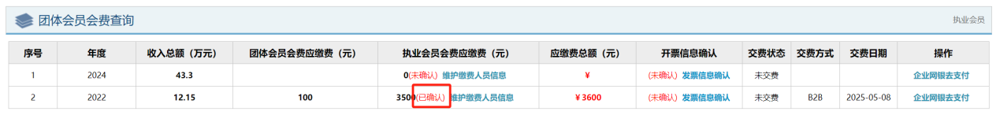 团体会员会费查询 执业会员
序号 年度 收入总额（万元） 团体会员会费应缴费（元） 执业会员会费应缴费（元） 应缴费总额（元） 开票信息确认 交费状态 交费方式 交费日期 操作
1 2024 43.3 0(未确认) 维护缴费人员信息 ¥ (未确认) 发票信息确认 未交费 企业网银去支付
2 2022 12.15 100 3500(已确认) 维护缴费人员信息 ¥ 3600 (未确认) 发票信息确认 未交费 B2B 2025-05-08 企业网银去支付